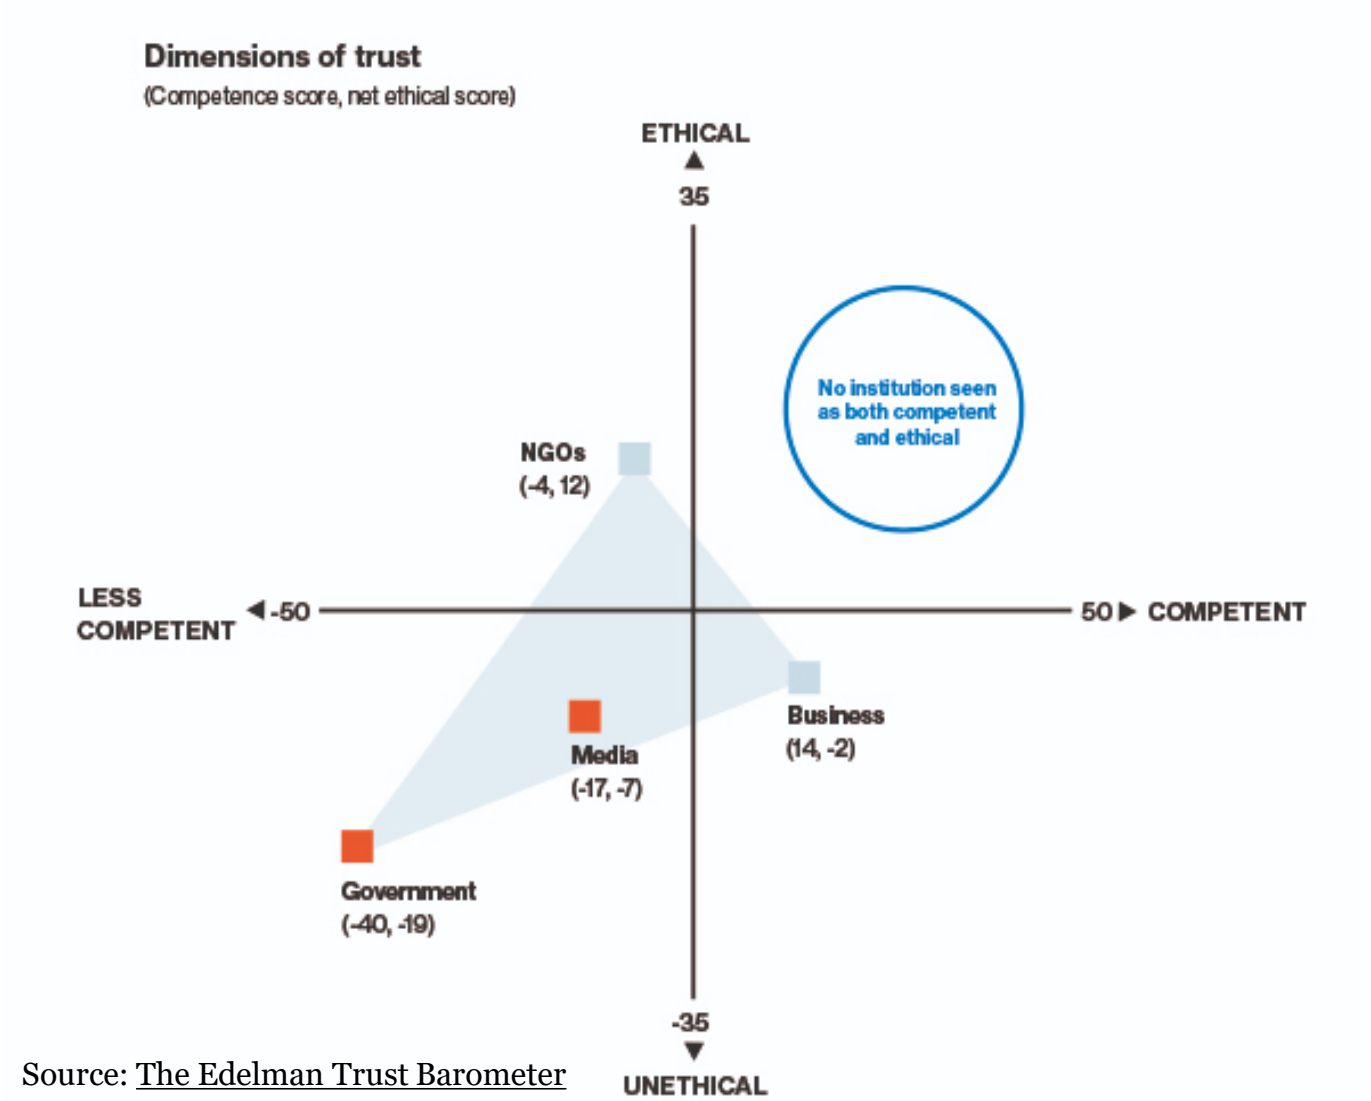 Dimensions of trust
(Competence score, net ethical score)
ETHICAL
35
No institution seen
as both competent
and ethical
NGOs
(-4, 12)
LESS
COMPETENT
-50
50
COMPETENT
Business
(14, -2)
Media
(-17, -7)
Government
(-40, -19)
-35
UNETHICAL
Source: The Edelman Trust Barometer